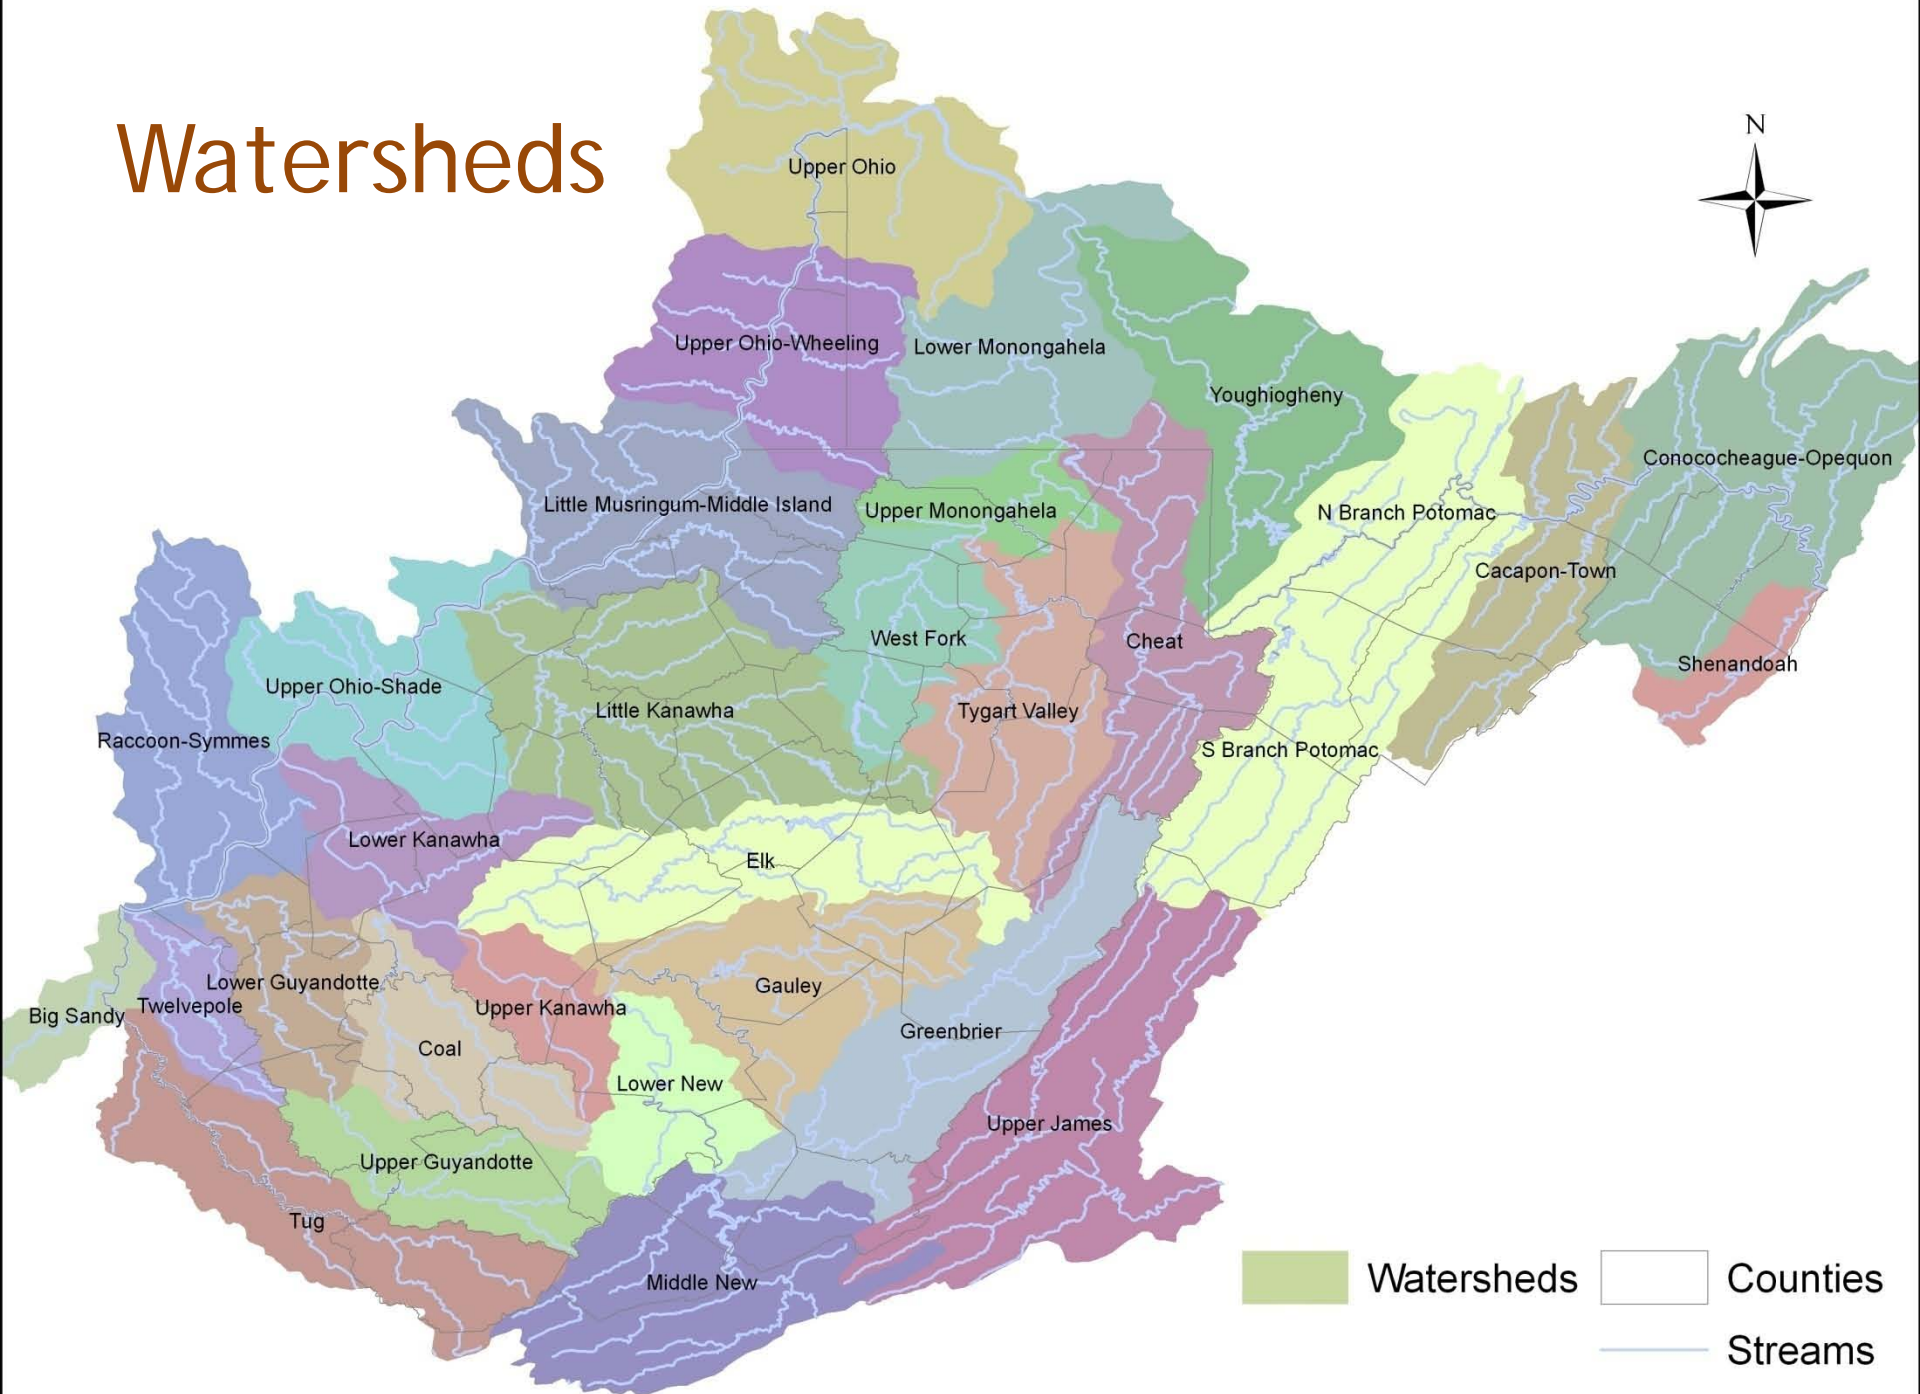 Watersheds
N
Upper Ohio
Upper Ohio-Wheeling
Lower Monongahela
Youghiogheny
Conococheague-Opequon
Little Musringum-Middle Island
Upper Monongahela
N Branch Potomac
Cacapon-Town
West Fork
Cheat
Shenandoah
Upper Ohio-Shade
Little Kanawha
Tygart Valley
Raccoon-Symmes
S Branch Potomac
Lower Kanawha
Elk
Lower Guyandotte
Gauley
Twelvepole
Upper Kanawha
Big Sandy
Greenbrier
Coal
Lower New
Upper James
Upper Guyandotte
Tug
Middle New
Watersheds
Counties
Streams